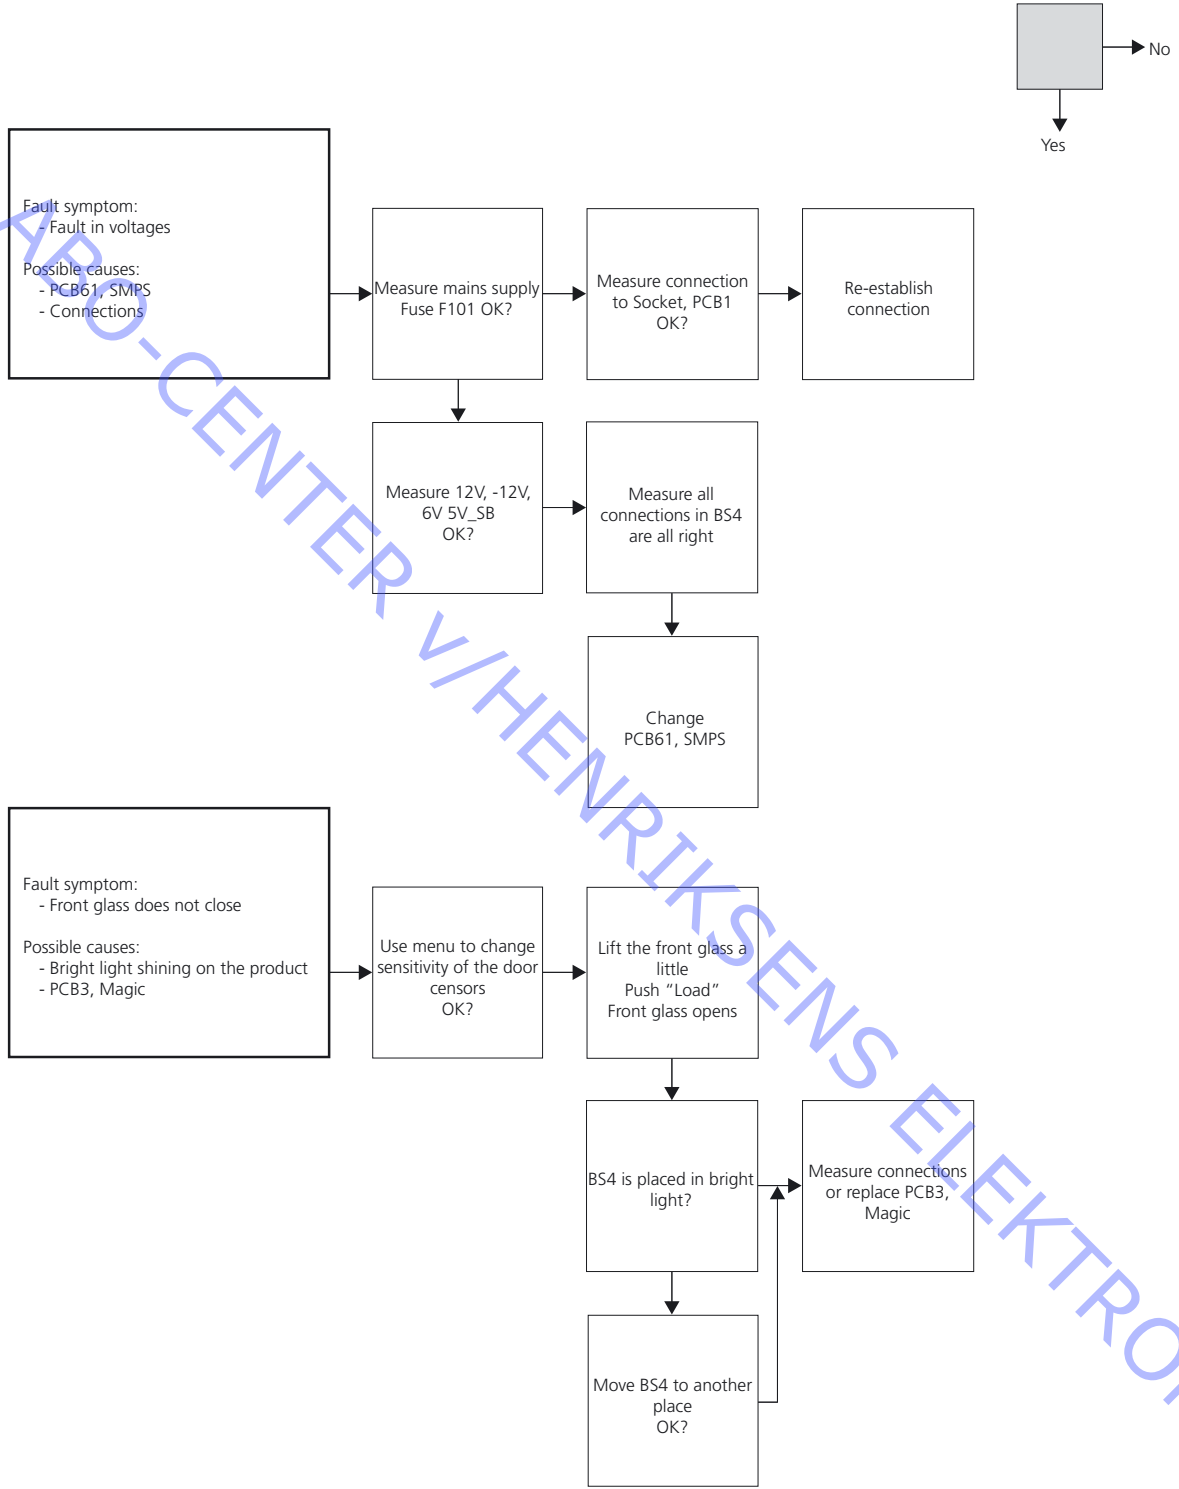 No
Yes
Fault symptom:
- Fault in voltages
Possible causes:
- PCB61, SMPS
- Connections
Measure mains supply
Fuse F101 OK?
Measure connection
to Socket, PCB1
OK?
Re-establish
connection
Measure 12V, -12V,
6V 5V_SB
OK?
Measure all
connections in BS4
are all right
Change
PCB61, SMPS
Fault symptom:
- Front glass does not close
Possible causes:
- Bright light shining on the product
- PCB3, Magic
Use menu to change
sensitivity of the door
censors
OK?
Lift the front glass a
little
Push “Load”
Front glass opens
BS4 is placed in bright
light?
Measure connections
or replace PCB3,
Magic
Move BS4 to another
place
OK?
ABO-CENTER v/HENRIKSENS ELEKTRO